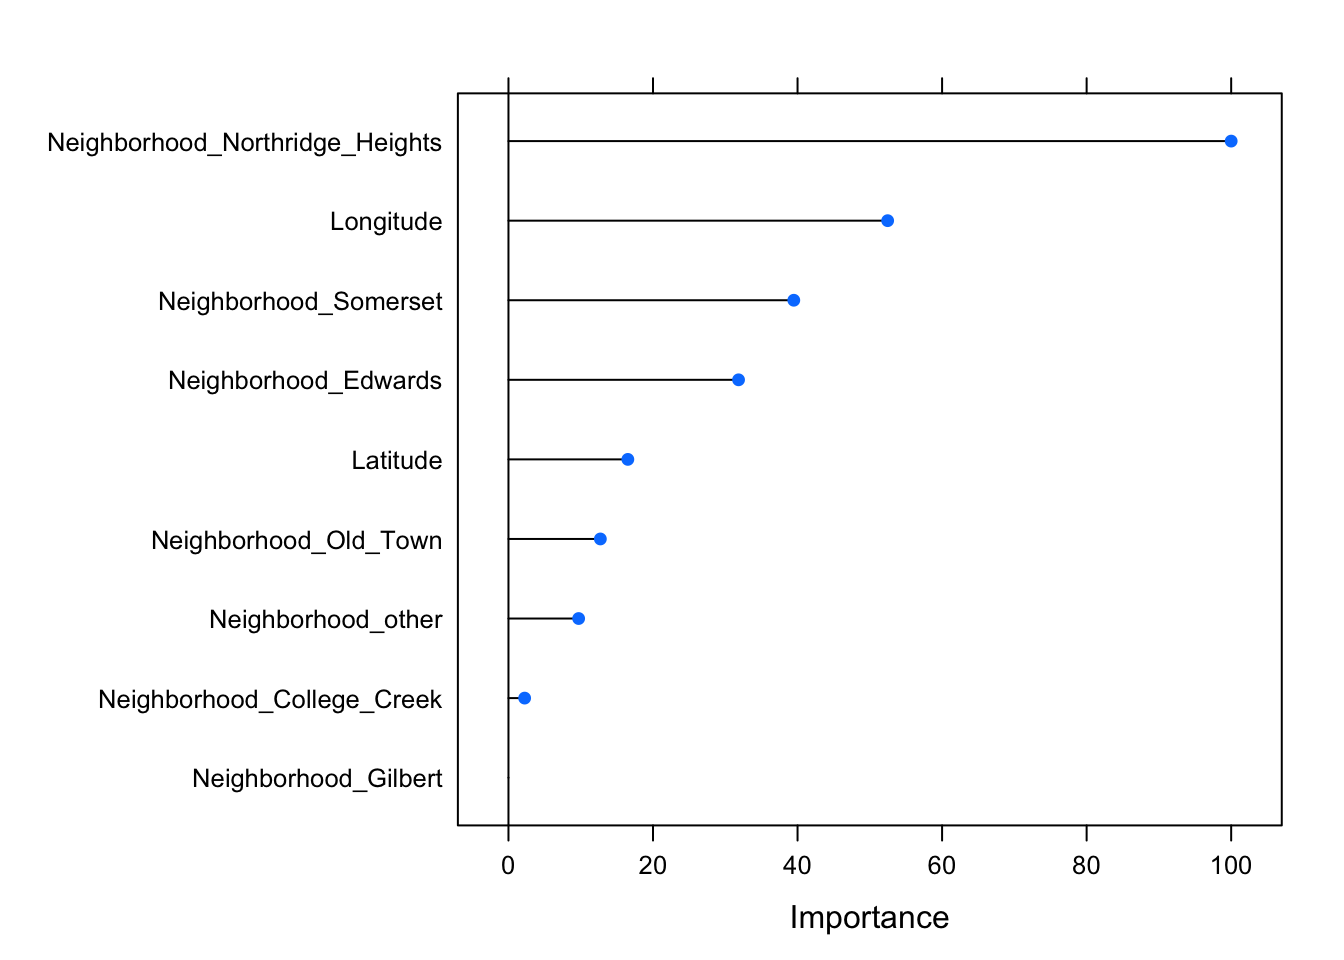 Neighborhood_Northridge_Heights
Longitude
Neighborhood_Somerset
Neighborhood_Edwards
Latitude
Neighborhood_Old_Town
Neighborhood_other
Neighborhood_College_Creek
Neighborhood_Gilbert
0 20 40 60 80 100
Importance